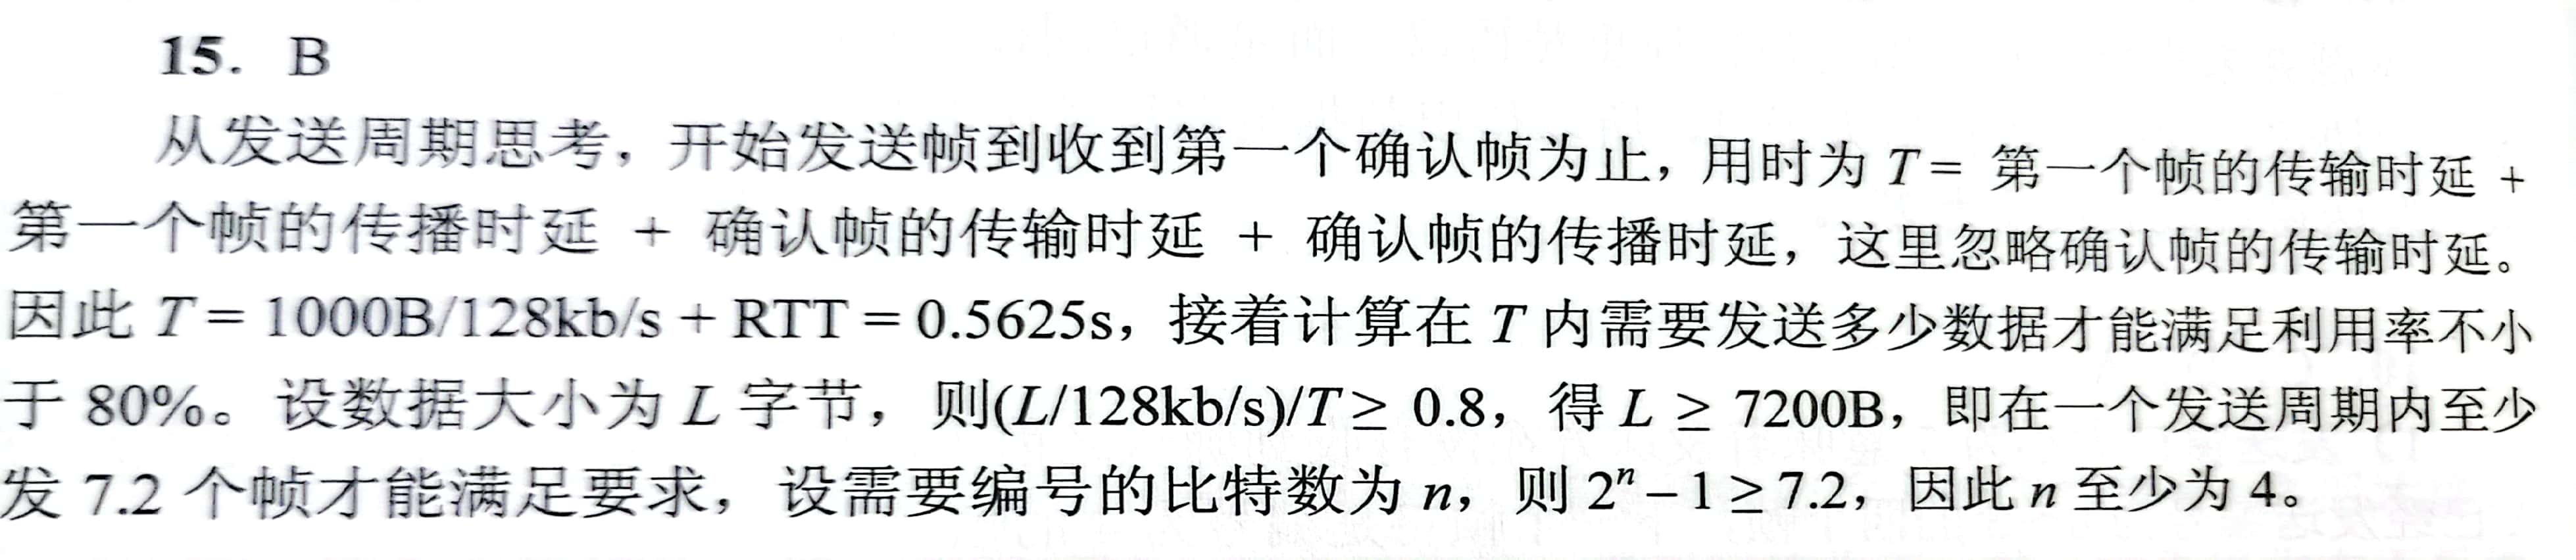 15. B
从发送周期思考，开始发送帧到收到第一个确认帧为止，用时为 T = 第一个帧的传输时延 +
第一个帧的传播时延 + 确认帧的传输时延 + 确认帧的传播时延，这里忽略确认帧的传输时延。
因此 T = 1000B/128kb/s + RTT = 0.5625s，接着计算在 T 内需要发送多少数据才能满足利用率不小
于 80%。设数据大小为 L 字节，则(L/128kb/s)/T ≥ 0.8，得 L ≥ 7200B，即在一个发送周期内至少
发 7.2 个帧才能满足要求，设需要编号的比特数为 n，则 2ⁿ – 1 ≥ 7.2，因此 n 至少为 4。